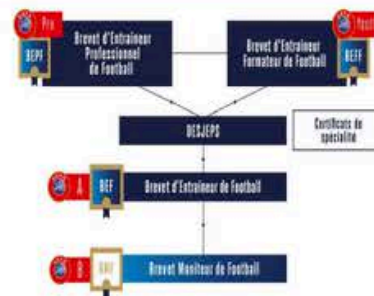 Pro
BEPF
Brevet d'Entraîneur
Professionnel
de Football
Brevet d'Entraîneur
Formateur de Football
Youth
BEFF
DESJEPS
Certificats de
spécialité
A
BEF
Brevet d'Entraîneur de Football
B
BMF
Brevet Moniteur de Football